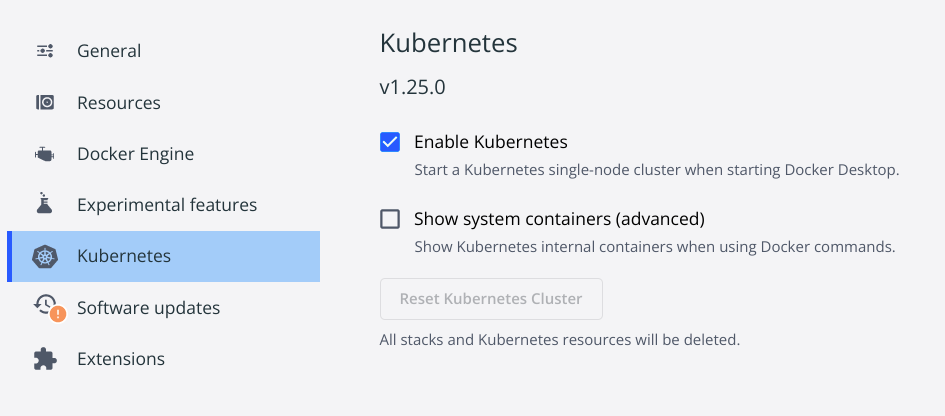 General
Resources
Docker Engine
Experimental features
Kubernetes
Software updates
Extensions
Kubernetes
v1.25.0
Enable Kubernetes
Start a Kubernetes single-node cluster when starting Docker Desktop.
Show system containers (advanced)
Show Kubernetes internal containers when using Docker commands.
Reset Kubernetes Cluster
All stacks and Kubernetes resources will be deleted.